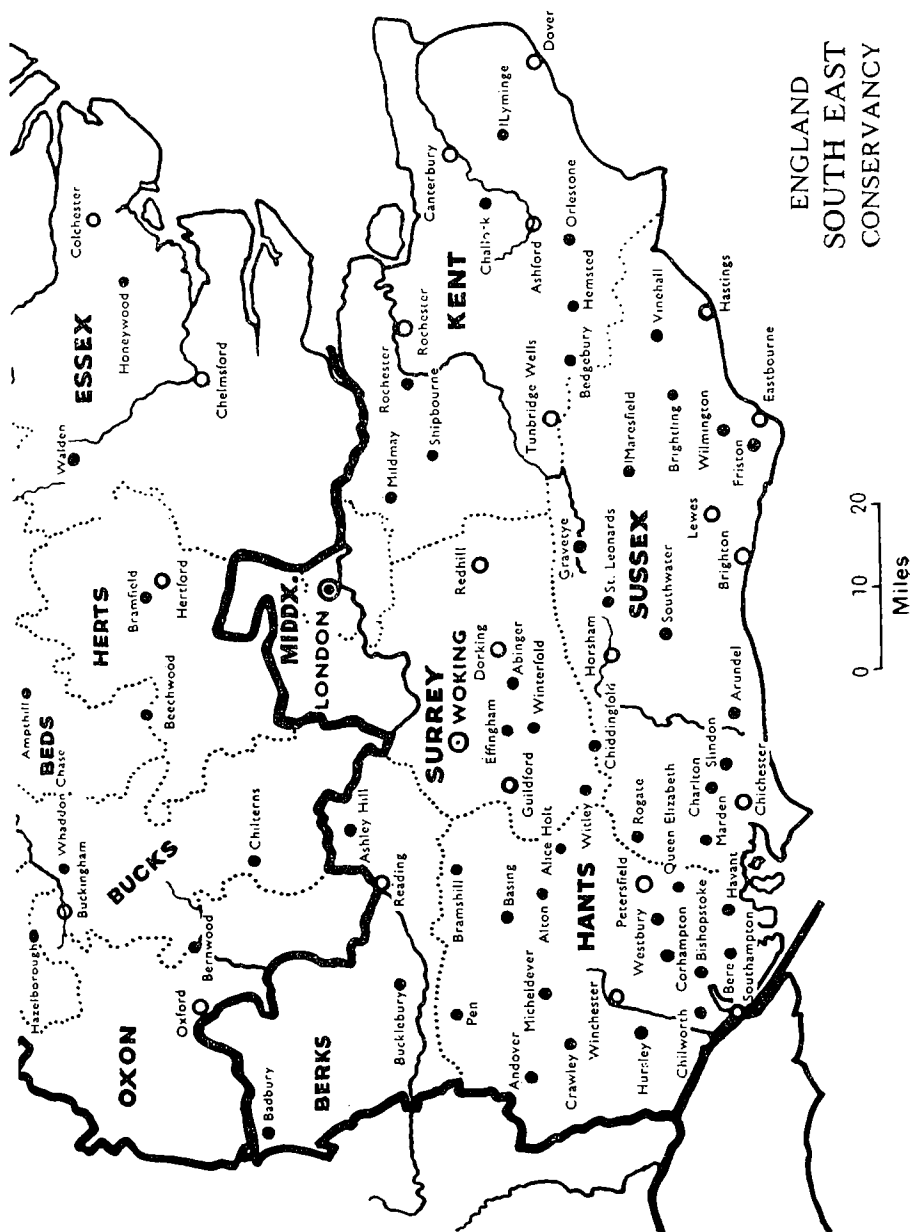 ENGLAND
SOUTH EAST
CONSERVANCY
OXON
BUCKS
BEDS
HERTS
ESSEX
BERKS
MIDDX.
LONDON
SURREY
WOKING
KENT
HANTS
SUSSEX
Hazelborough
Buckingham
Whaddon
Chase
Ampthill
Walden
Colchester
Honeywood
Chelmsford
Bramfield
Hertford
Beechwood
Chilterns
Bernwood
Oxford
Badbury
Bucklebury
Reading
Ashley Hill
Rochester
Rochester
Mildmay
Shipbourne
Canterbury
Challock
Lyminge
Dover
Ashford
Orlestone
Hemsted
Bedgebury
Tunbridge Wells
Redhill
Dorking
Abinger
Effingham
Winterfold
Guildford
Bramshill
Pen
Basing
Andover
Micheldever
Alton
Alice Holt
Crawley
Winchester
Witley
Chiddingfold
Horsham
St. Leonards
Gravetye
Maresfield
Vinehall
Hastings
Brightling
Wilmington
Eastbourne
Friston
Lewes
Brighton
Southwater
Hursley
Petersfield
Westbury
Queen Elizabeth
Rogate
Chilworth
Corhampton
Bishopstoke
Marden
Charlton
Slindon
Arundel
Chichester
Havant
Bere
Southampton
0 10 20
Miles